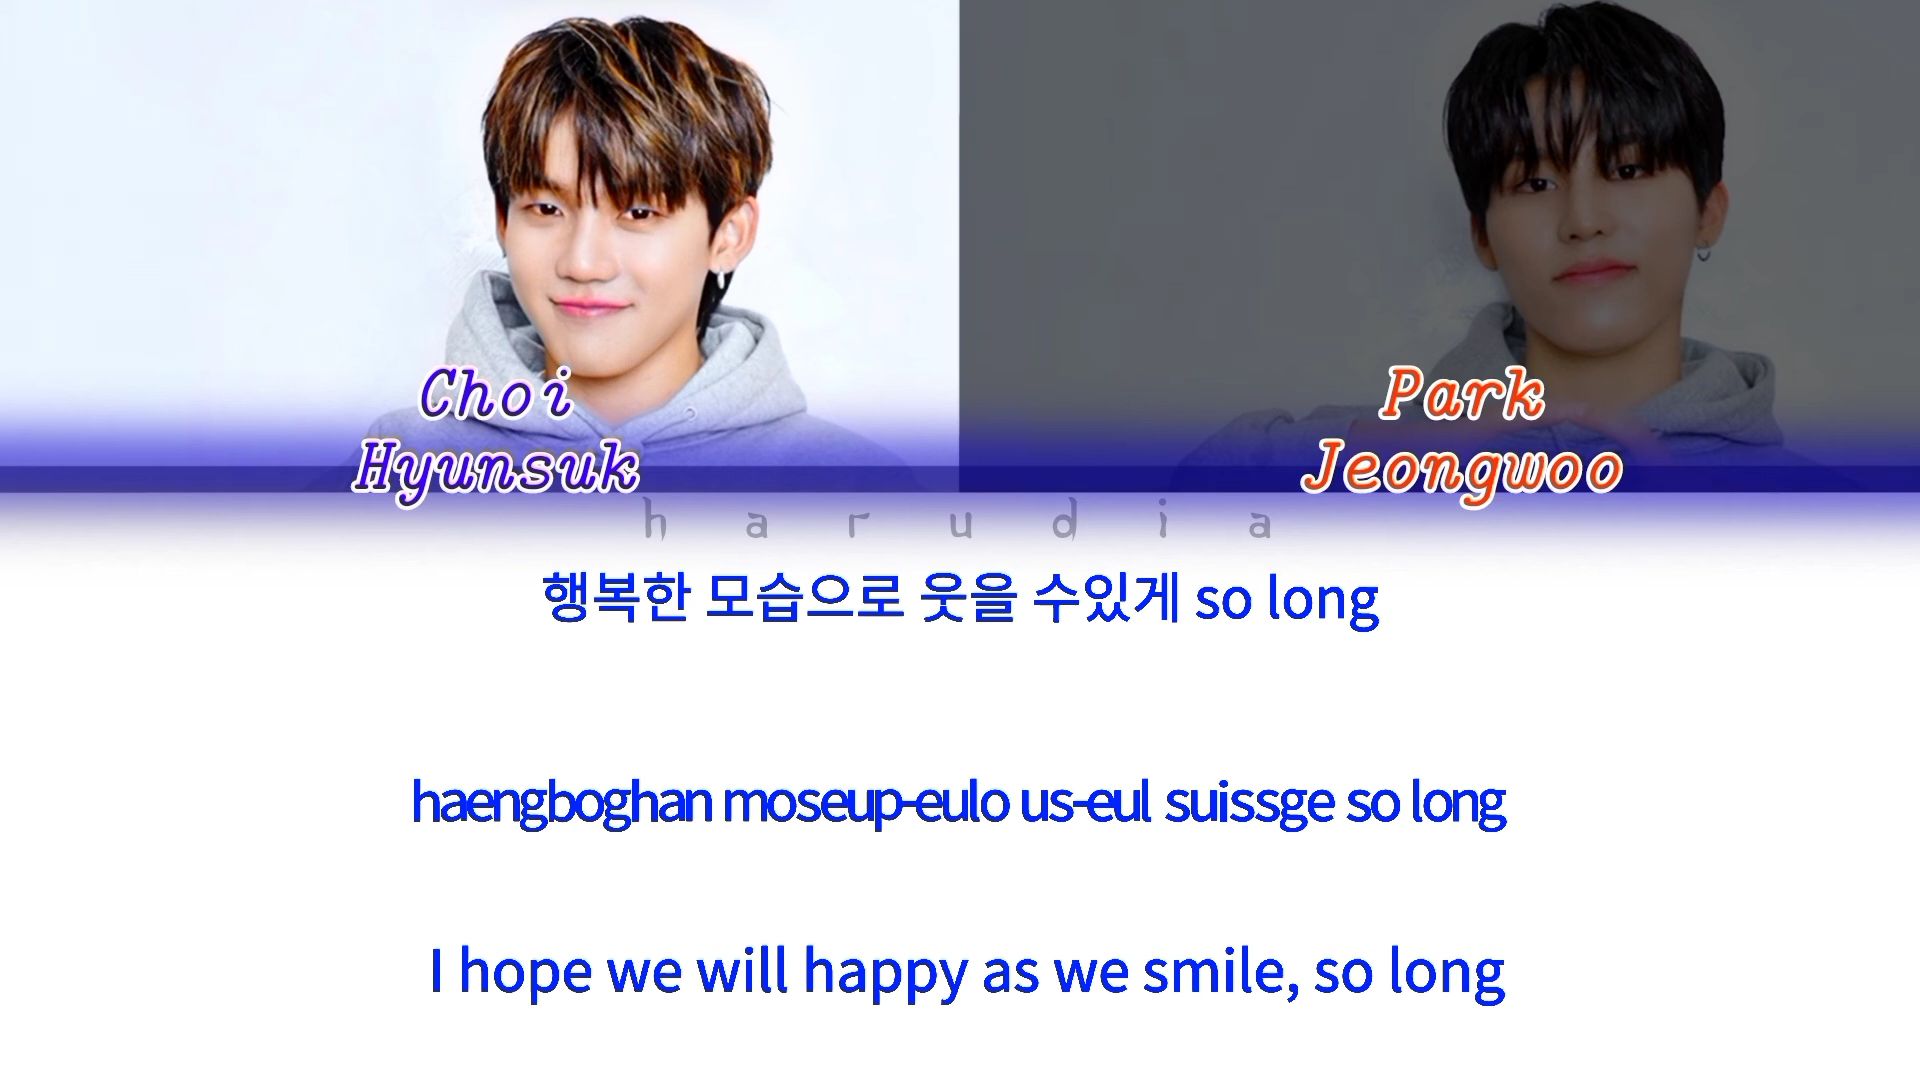 Choi
Hyunsuk
Park
Jeongwoo
harudia
행복한 모습으로 웃을 수있게 so long
haengboghan moseup-eulo us-eul suissge so long
I hope we will happy as we smile, so long